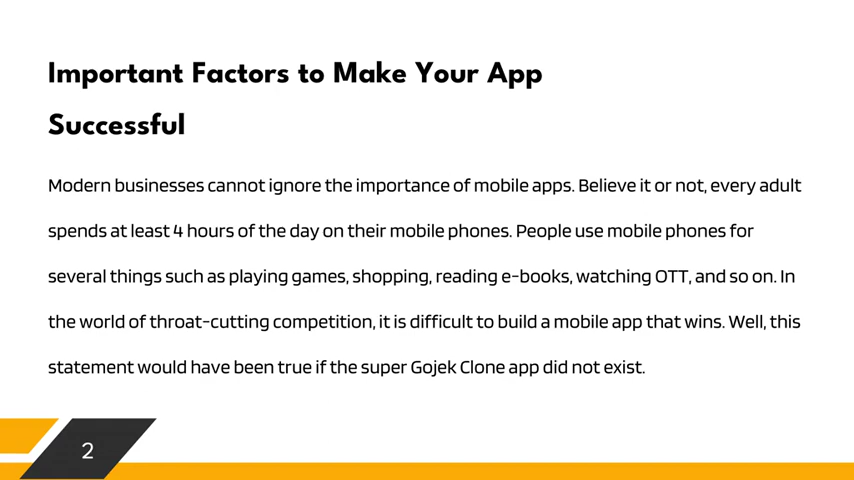 Important Factors to Make Your App
Successful
Modern businesses cannot ignore the importance of mobile apps. Believe it or not, every adult
spends at least 4 hours of the day on their mobile phones. People use mobile phones for
several things such as playing games, shopping, reading e-books, watching OTT, and so on. In
the world of throat-cutting competition, it is difficult to build a mobile app that wins. Well, this
statement would have been true if the super Gojek Clone app did not exist.
2